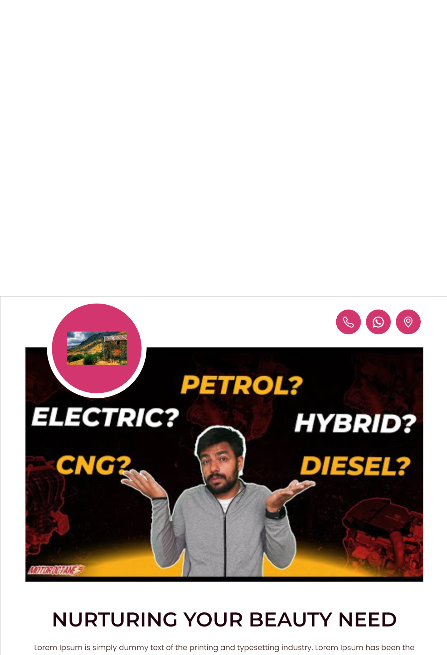 PETROL?
ELECTRIC?
HYBRID?
CNG?
DIESEL?
MOTOROCTANE
NURTURING YOUR BEAUTY NEED
Lorem Ipsum is simply dummy text of the printing and typesetting industry. Lorem Ipsum has been the